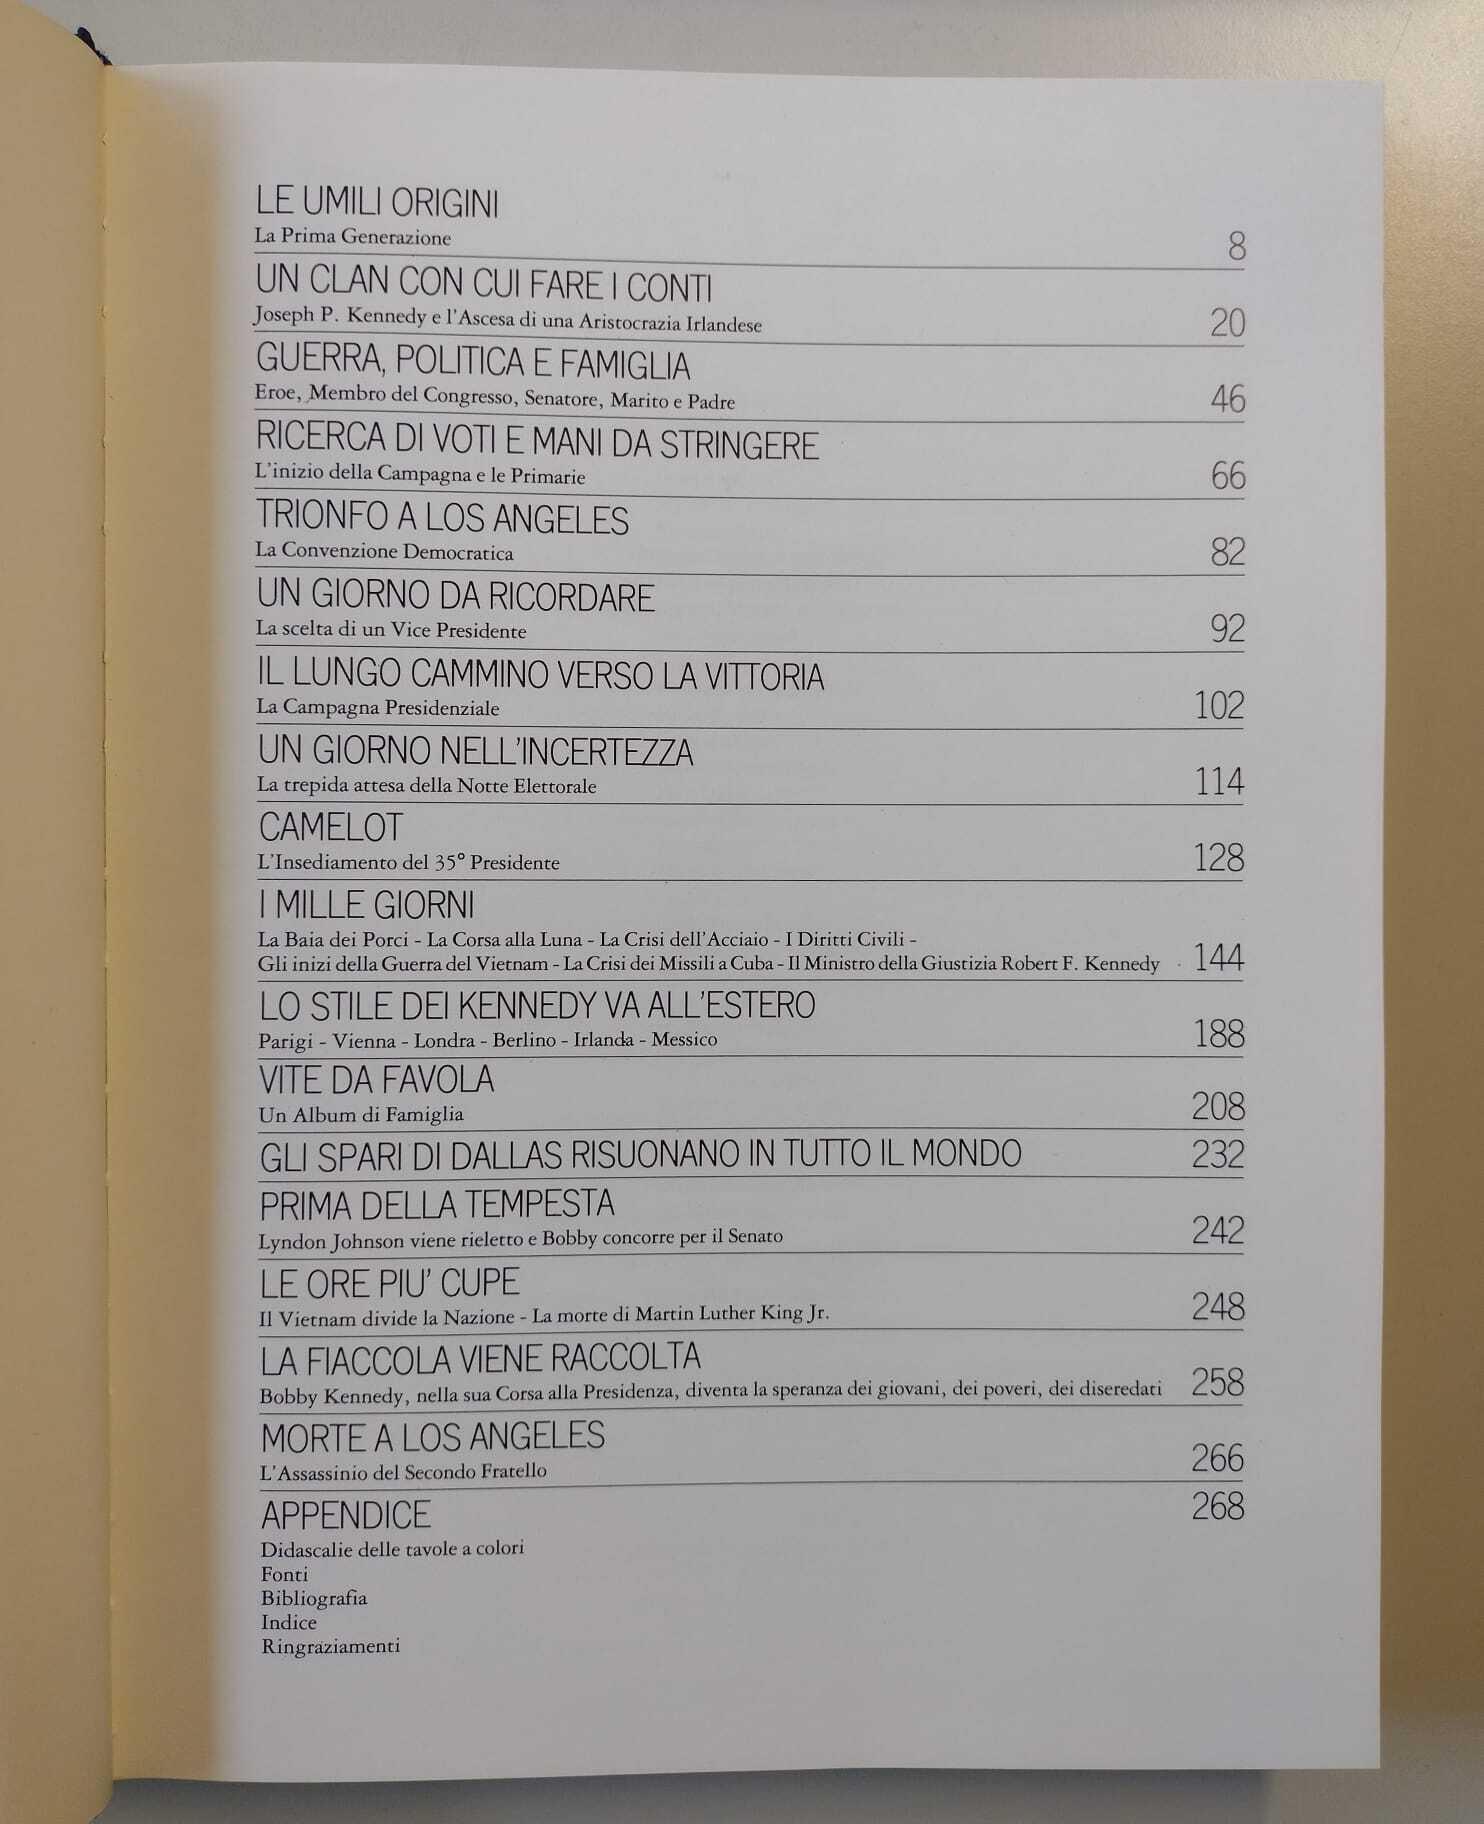 LE UMILI ORIGINI
La Prima Generazione
8
UN CLAN CON CUI FARE I CONTI
Joseph P. Kennedy e l'Ascesa di una Aristocrazia Irlandese
20
GUERRA, POLITICA E FAMIGLIA
Eroe, Membro del Congresso, Senatore, Marito e Padre
46
RICERCA DI VOTI E MANI DA STRINGERE
L'inizio della Campagna e le Primarie
66
TRIONFO A LOS ANGELES
La Convenzione Democratica
82
UN GIORNO DA RICORDARE
La scelta di un Vice Presidente
92
IL LUNGO CAMMINO VERSO LA VITTORIA
La Campagna Presidenziale
102
UN GIORNO NELL'INCERTEZZA
La trepida attesa della Notte Elettorale
114
CAMELOT
L'Insediamento del 35° Presidente
128
I MILLE GIORNI
La Baia dei Porci - La Corsa alla Luna - La Crisi dell'Acciaio - I Diritti Civili -
Gli inizi della Guerra del Vietnam - La Crisi dei Missili a Cuba - Il Ministro della Giustizia Robert F. Kennedy
144
LO STILE DEI KENNEDY VA ALL'ESTERO
Parigi - Vienna - Londra - Berlino - Irlanda - Messico
188
VITE DA FAVOLA
Un Album di Famiglia
208
GLI SPARI DI DALLAS RISUONANO IN TUTTO IL MONDO
232
PRIMA DELLA TEMPESTA
Lyndon Johnson viene rieletto e Bobby concorre per il Senato
242
LE ORE PIU' CUPE
Il Vietnam divide la Nazione - La morte di Martin Luther King Jr.
248
LA FIACCOLA VIENE RACCOLTA
Bobby Kennedy, nella sua Corsa alla Presidenza, diventa la speranza dei giovani, dei poveri, dei diseredati
258
MORTE A LOS ANGELES
L'Assassinio del Secondo Fratello
266
APPENDICE
268
Didascalie delle tavole a colori
Fonti
Bibliografia
Indice
Ringraziamenti